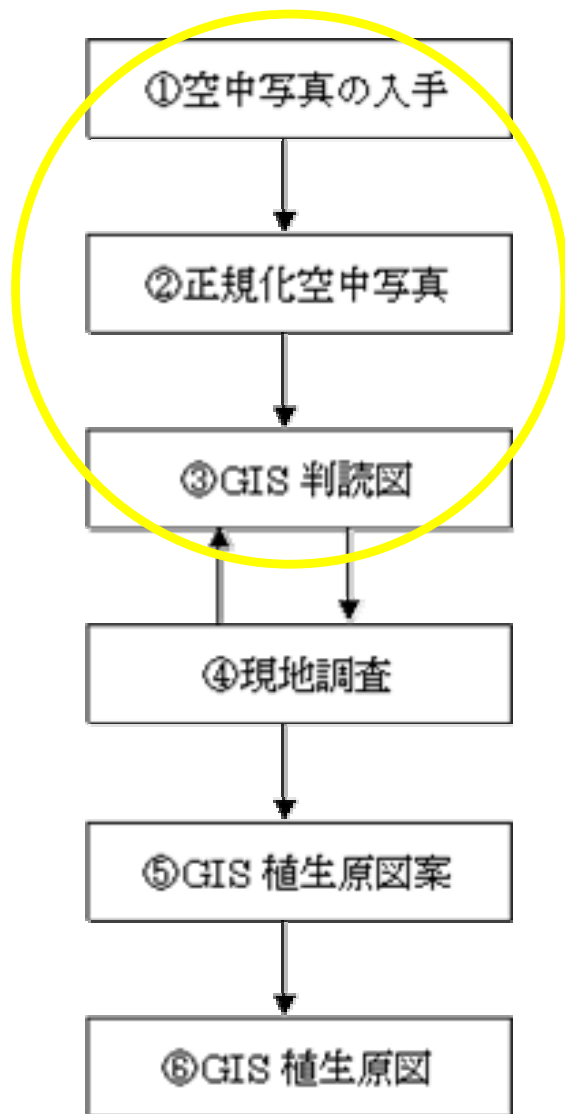 ①空中写真の入手
②正規化空中写真
③GIS 判読図
④現地調査
⑤GIS 植生原図案
⑥GIS 植生原図